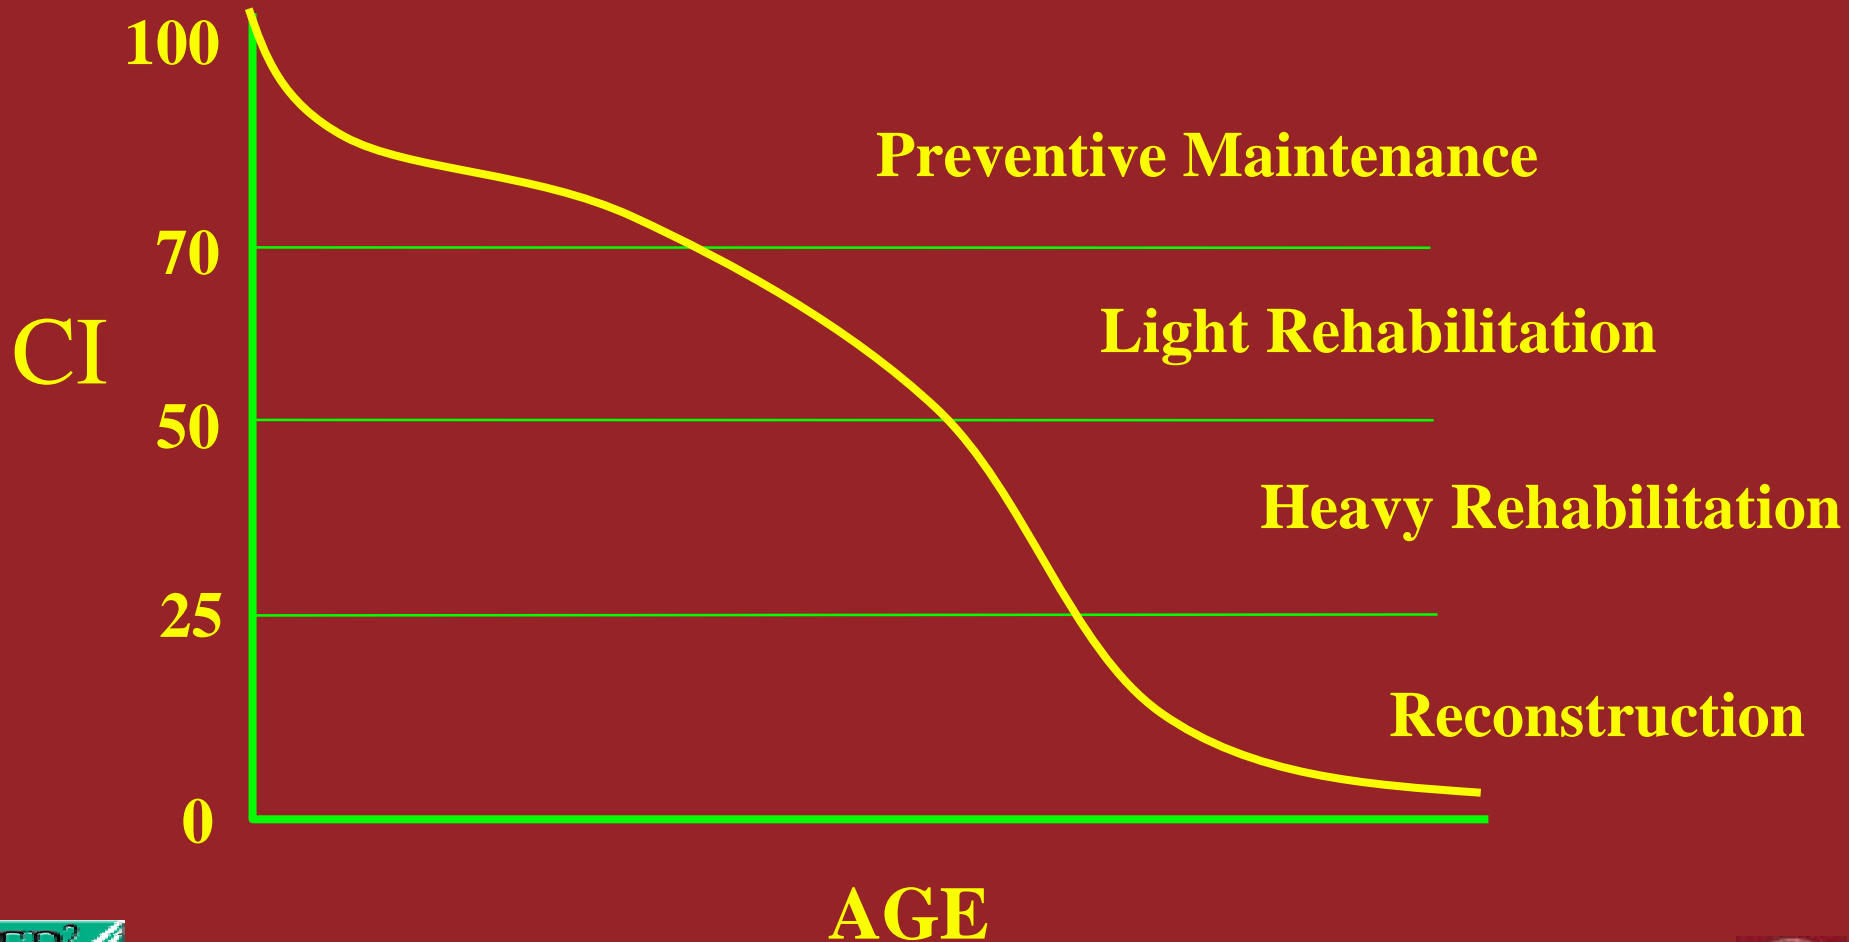 100
Preventive Maintenance
70
Light Rehabilitation
CI
50
Heavy Rehabilitation
25
Reconstruction
0
AGE